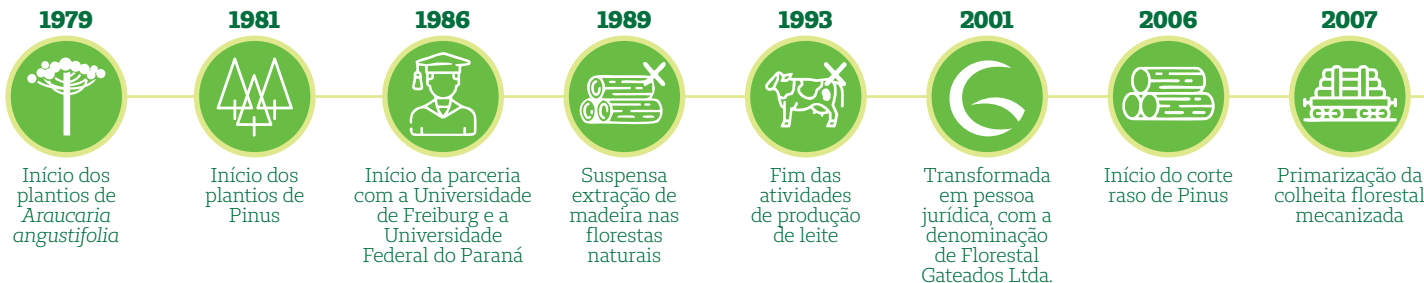 1979
Início dos
plantios de
Araucaria
angustifolia
1981
Início dos
plantios de
Pinus
1986
Início da parceria
com a Universidade
de Freiburg e a
Universidade
Federal do Paraná
1989
Suspensa
extração de
madeira nas
florestas
naturais
1993
Fim das
atividades
de produção
de leite
2001
Transformada
em pessoa
jurídica, com a
denominação
de Florestal
Gateados Ltda.
2006
Início do corte
raso de Pinus
2007
Primarização da
colheita florestal
mecanizada